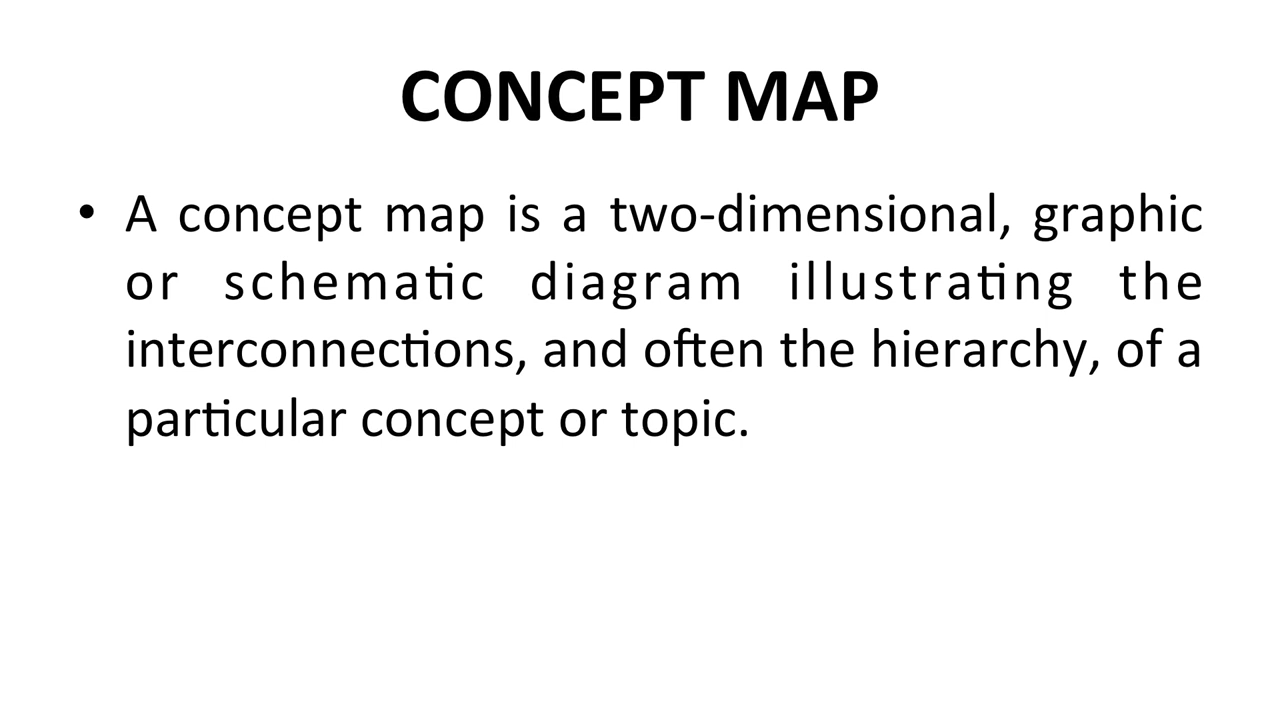 CONCEPT MAP
• A concept map is a two-dimensional, graphic
or schematic diagram illustrating the
interconnections, and often the hierarchy, of a
particular concept or topic.